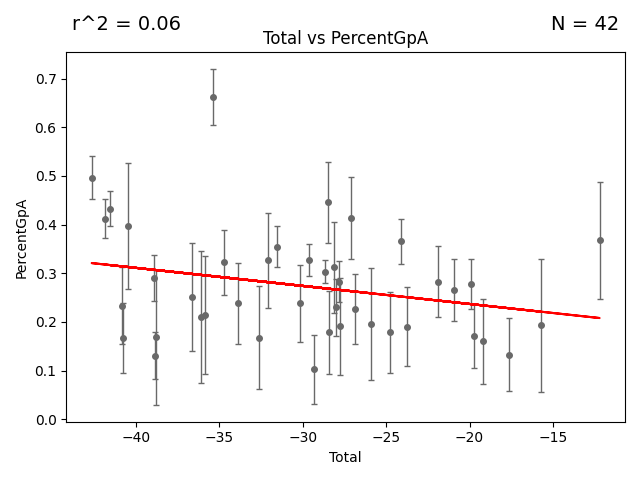 r^2 = 0.06
N = 42
Total vs PercentGpA
PercentGpA
0.7
0.6
0.5
0.4
0.3
0.2
0.1
0.0
−40
−35
−30
−25
−20
−15
Total